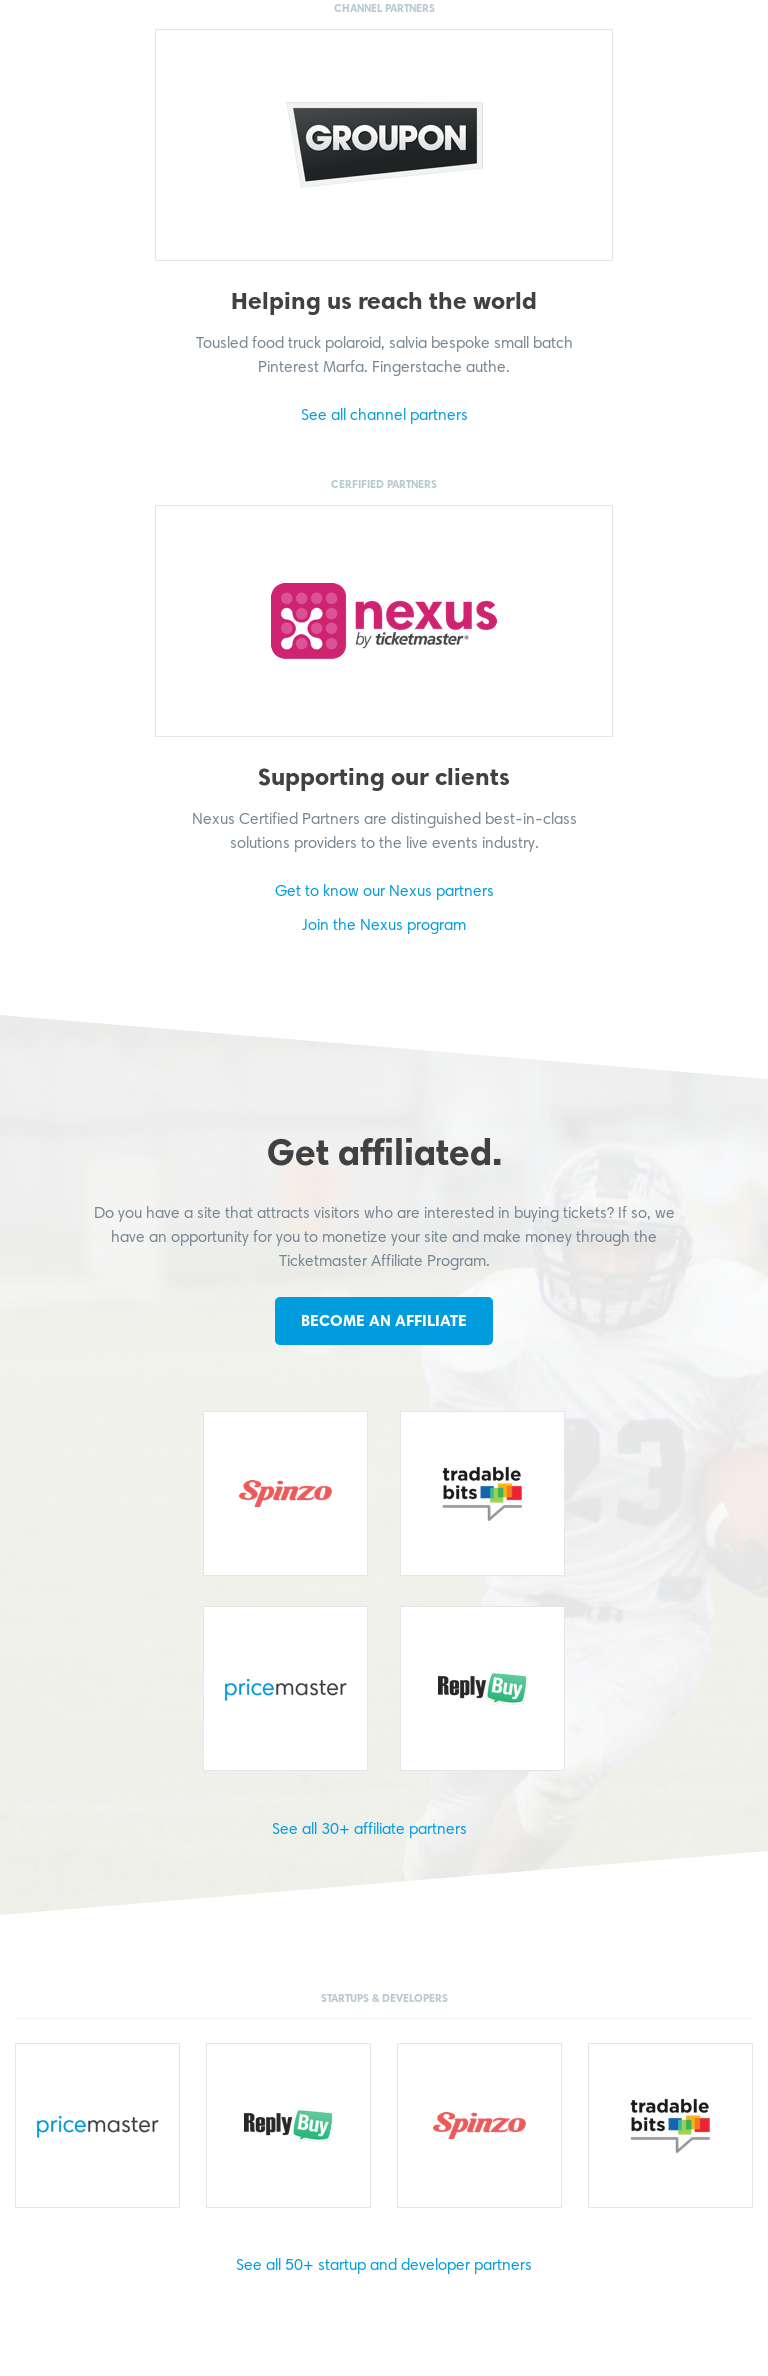 CHANNEL PARTNERS
GROUPON
Helping us reach the world
Tousled food truck polaroid, salvia bespoke small batch
Pinterest Marfa. Fingerstache authe.
See all channel partners
CERFIFIED PARTNERS
nexus
by ticketmaster®
Supporting our clients
Nexus Certified Partners are distinguished best-in-class
solutions providers to the live events industry.
Get to know our Nexus partners
Join the Nexus program
Get affiliated.
Do you have a site that attracts visitors who are interested in buying tickets? If so, we
have an opportunity for you to monetize your site and make money through the
Ticketmaster Affiliate Program.
BECOME AN AFFILIATE
23
Spinzo
tradable
bits
pricemaster
Reply Buy
See all 30+ affiliate partners
STARTUPS & DEVELOPERS
pricemaster
Reply Buy
Spinzo
tradable
bits
See all 50+ startup and developer partners